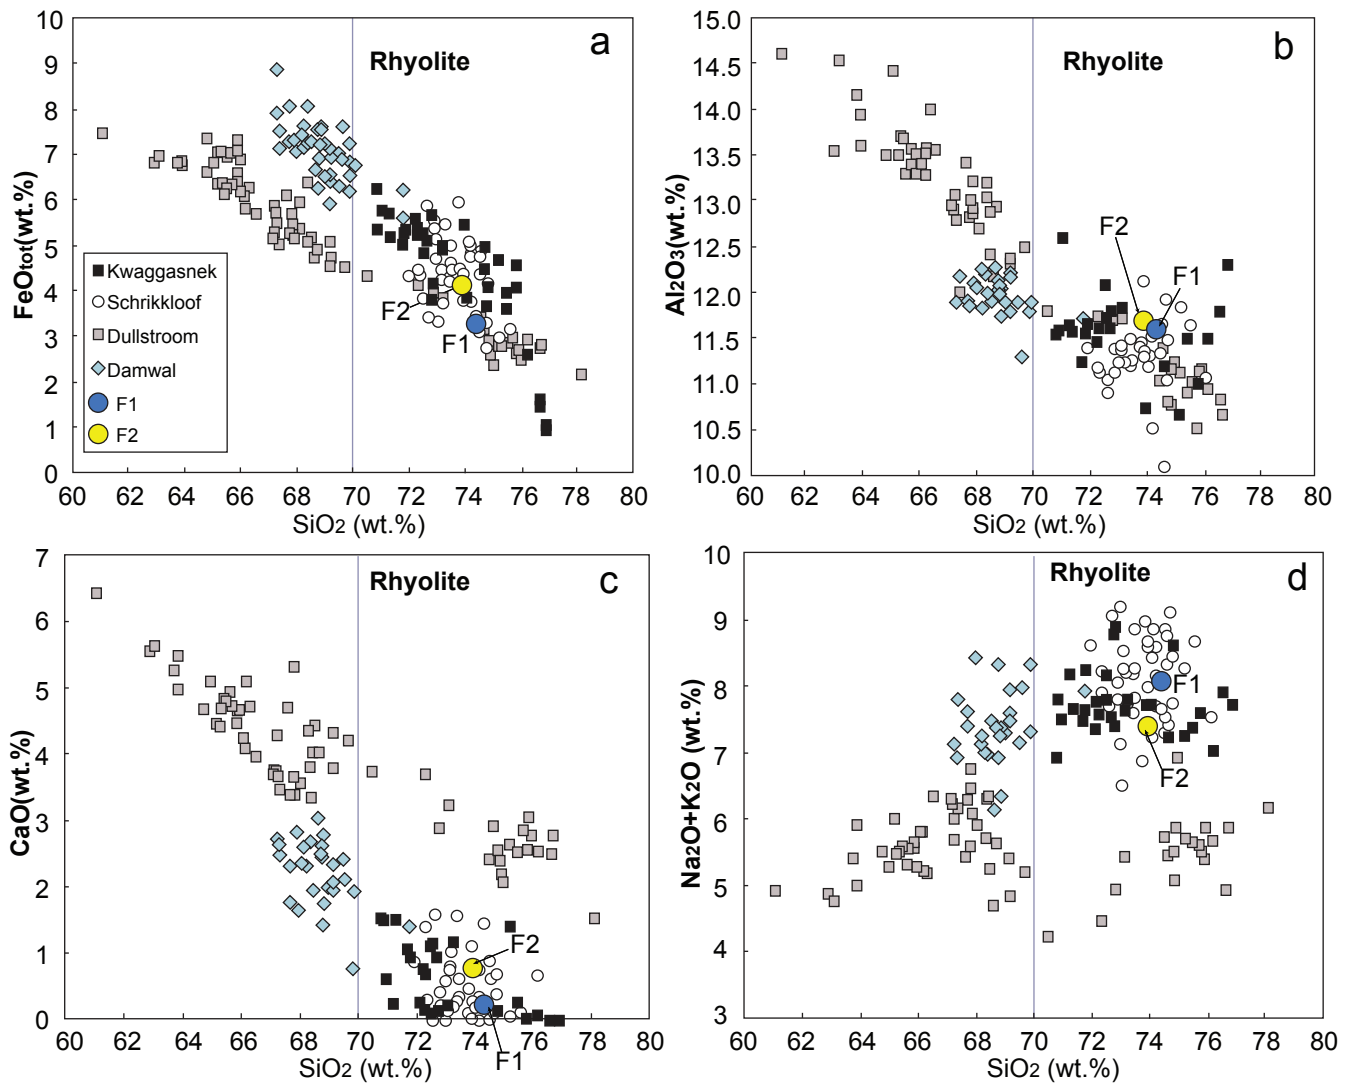 10
9
8
7
6
5
4
3
2
1
0
FeOtot(wt.%)
Rhyolite
a
Kwaggasnek
Schrikkloof
Dullstroom
Damwal
F1
F2
F2
F1
60 62 64 66 68 70 72 74 76 78 80
SiO2 (wt.%)
15.0
14.5
14.0
13.5
13.0
12.5
12.0
11.5
11.0
10.5
10.0
Al2O3(wt.%)
Rhyolite
b
F2
F1
60 62 64 66 68 70 72 74 76 78 80
SiO2 (wt.%)
7
6
5
4
3
2
1
0
CaO(wt.%)
Rhyolite
c
F2
F1
60 62 64 66 68 70 72 74 76 78 80
SiO2 (wt.%)
10
9
8
7
6
5
4
3
Na2O+K2O (wt.%)
Rhyolite
d
F1
F2
60 62 64 66 68 70 72 74 76 78 80
SiO2 (wt.%)